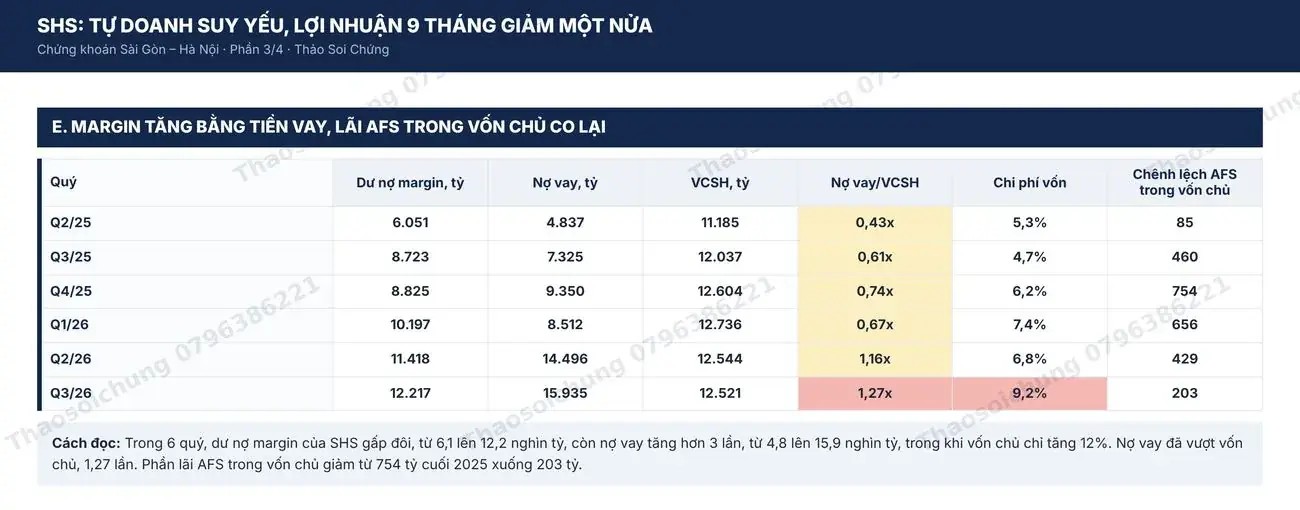 SHS: TỰ DOANH SUY YẾU, LỢI NHUẬN 9 THÁNG GIẢM MỘT NỬA
Chứng khoán Sài Gòn – Hà Nội · Phần 3/4 · Thảo Soi Chứng
E. MARGIN TĂNG BẰNG TIỀN VAY, LÃI AFS TRONG VỐN CHỦ CO LẠI
Quý Dư nợ margin, tỷ Nợ vay, tỷ VCSH, tỷ Nợ vay/VCSH Chi phí vốn Chênh lệch AFS trong vốn chủ
Q2/25 6.051 4.837 11.185 0,43x 5,3% 85
Q3/25 8.723 7.325 12.037 0,61x 4,7% 460
Q4/25 8.825 9.350 12.604 0,74x 6,2% 754
Q1/26 10.197 8.512 12.736 0,67x 7,4% 656
Q2/26 11.418 14.496 12.544 1,16x 6,8% 429
Q3/26 12.217 15.935 12.521 1,27x 9,2% 203
Cách đọc: Trong 6 quý, dư nợ margin của SHS gấp đôi, từ 6,1 lên 12,2 nghìn tỷ, còn nợ vay tăng hơn 3 lần, từ 4,8 lên 15,9 nghìn tỷ, trong khi vốn chủ chỉ tăng 12%. Nợ vay đã vượt vốn
chủ, 1,27 lần. Phần lãi AFS trong vốn chủ giảm từ 754 tỷ cuối 2025 xuống 203 tỷ.
Thaosoichung 0796386221
Thaosoichung 0796386221
Thaosoichung 0796386221